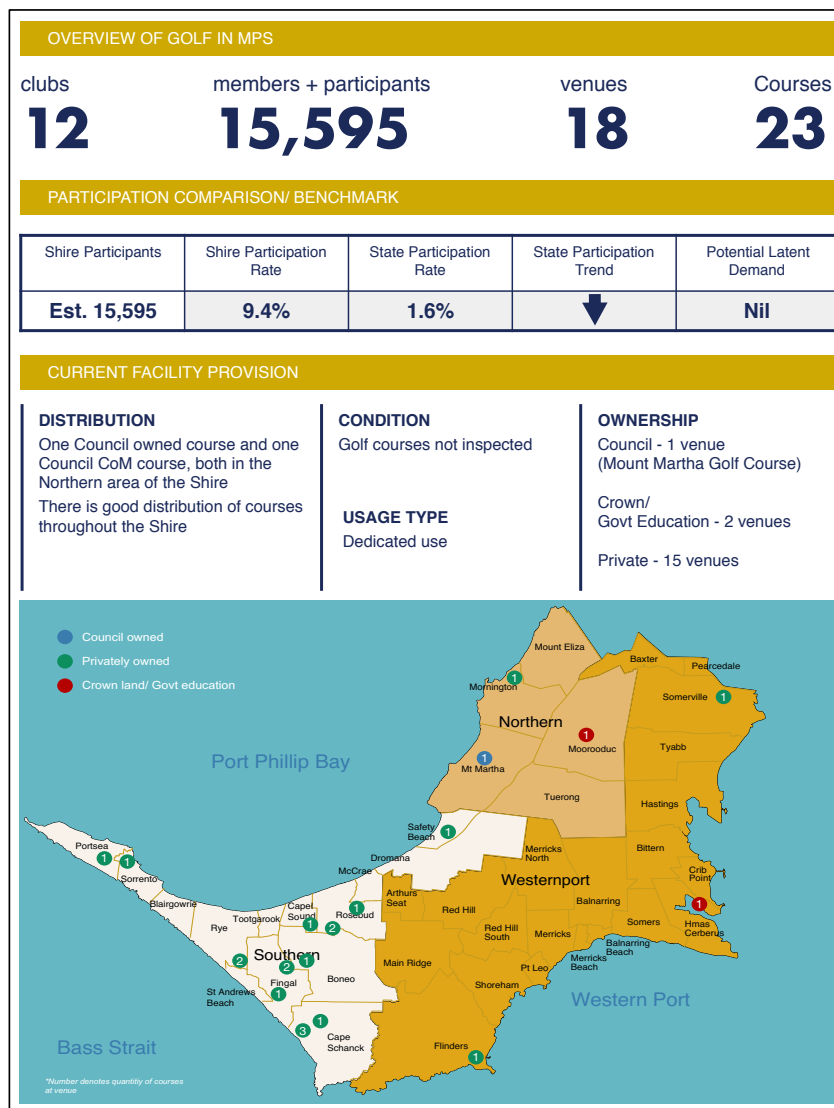 OVERVIEW OF GOLF IN MPS
clubs
12
members + participants
15,595
venues
18
Courses
23
PARTICIPATION COMPARISON/ BENCHMARK
Shire Participants
Shire Participation
Rate
State Participation
Rate
State Participation
Trend
Potential Latent
Demand
Est. 15,595
9.4%
1.6%
Nil
CURRENT FACILITY PROVISION
DISTRIBUTION
One Council owned course and one
Council CoM course, both in the
Northern area of the Shire
There is good distribution of courses
throughout the Shire
CONDITION
Golf courses not inspected
USAGE TYPE
Dedicated use
OWNERSHIP
Council - 1 venue
(Mount Martha Golf Course)
Crown/
Govt Education - 2 venues
Private - 15 venues
Council owned
Privately owned
Crown land/ Govt education
Port Phillip Bay
Mount Eliza
Baxter
Pearcedale
1
Mornington
Somerville
1
Northern
1
Moorooduc
Tyabb
1
Mt Martha
Tuerong
Hastings
Safety
Beach
1
Portsea
1
1
Sorrento
Dromana
Merricks
North
Bittern
McCrae
Crib
Point
Westernport
Blairgowrie
Arthurs
Seat
Capel
Sound
1
Rosebud
1
2
Red Hill
Balnarring
1
Tootgarook
Rye
Red Hill
South
Merricks
Somers
Hmas
Cerberus
Balnarring
Beach
Southern
2
2
1
Main Ridge
Pt Leo
Merricks
Beach
Fingal
1
Boneo
St Andrews
Beach
Shoreham
Western Port
3
1
Cape
Schanck
Flinders
1
Bass Strait
*Number denotes quantity of courses
at venue